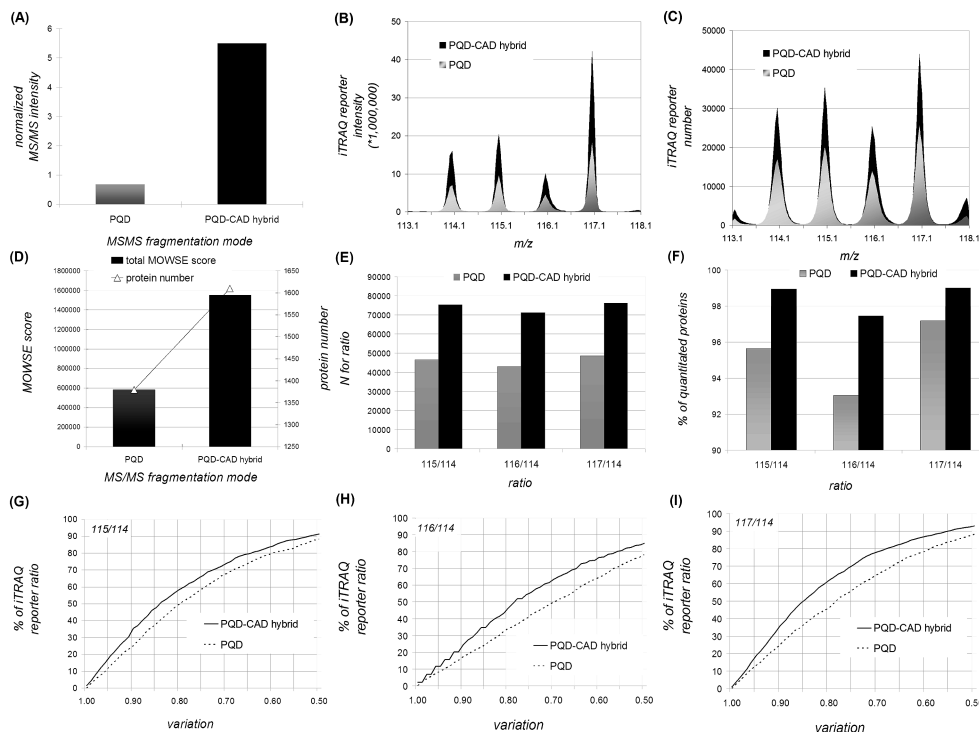 (A)
6
5
4
3
2
1
0
normalized
MS/MS intensity
PQD
PQD-CAD hybrid
MSMS fragmentation mode
(B)
50
40
30
20
10
0
iTRAQ reporter
intensity
(*1,000,000)
PQD-CAD hybrid
PQD
113.1
114.1
115.1
116.1
117.1
118.1
m/z
(C)
50000
40000
30000
20000
10000
0
iTRAQ reporter
number
PQD-CAD hybrid
PQD
113.1
114.1
115.1
116.1
117.1
118.1
m/z
(D)
total MOWSE score
protein number
1800000
1600000
1400000
1200000
1000000
800000
600000
400000
200000
0
MOWSE score
1650
1600
1550
1500
1450
1400
1350
1300
1250
protein number
PQD
PQD-CAD hybrid
MS/MS fragmentation mode
(E)
PQD
PQD-CAD hybrid
90000
80000
70000
60000
50000
40000
30000
20000
10000
0
N for ratio
115/114
116/114
117/114
ratio
(F)
PQD
PQD-CAD hybrid
100
98
96
94
92
90
% of quantitated proteins
115/114
116/114
117/114
ratio
(G)
115/114
100
90
80
70
60
50
40
30
20
10
0
% of iTRAQ
reporter ratio
PQD-CAD hybrid
PQD
1.00
0.90
0.80
0.70
0.60
0.50
variation
(H)
116/114
100
90
80
70
60
50
40
30
20
10
0
% of iTRAQ
reporter ratio
PQD-CAD hybrid
PQD
1.00
0.90
0.80
0.70
0.60
0.50
variation
(I)
117/114
100
90
80
70
60
50
40
30
20
10
0
% of iTRAQ
reporter ratio
PQD-CAD hybrid
PQD
1.00
0.90
0.80
0.70
0.60
0.50
variation